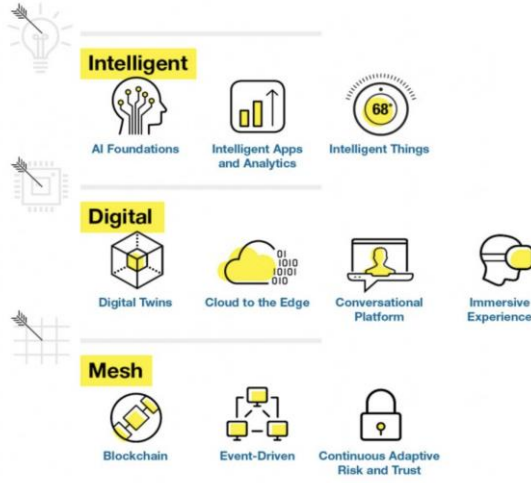 Intelligent
68°
AI Foundations
Intelligent Apps
and Analytics
Intelligent Things
Digital
01
1010
10101
010
Digital Twins
Cloud to the Edge
Conversational
Platform
Immersive
Experience
Mesh
Blockchain
Event-Driven
Continuous Adaptive
Risk and Trust